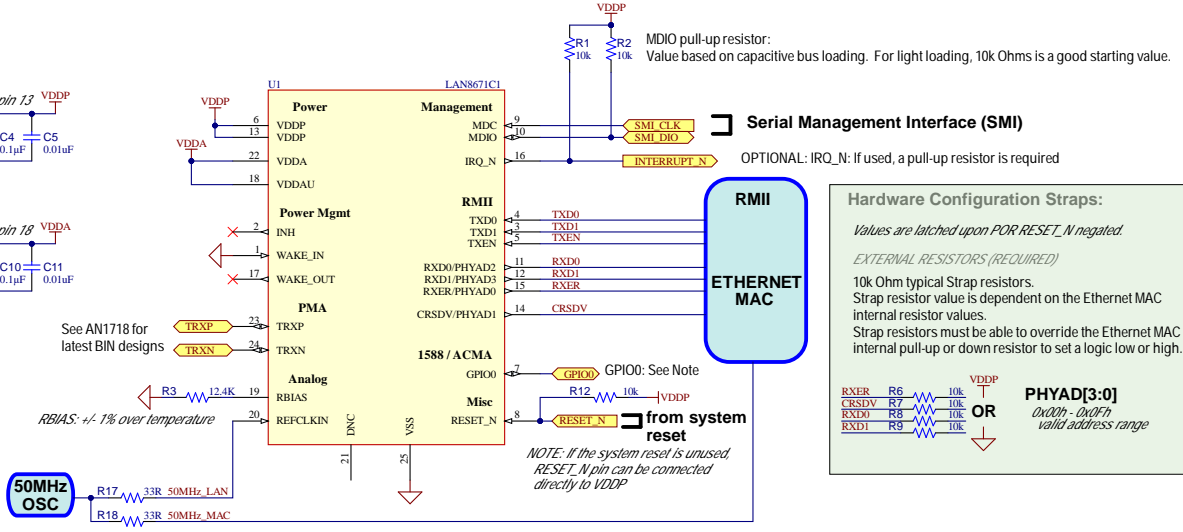 VDDP
R1
10k
R2
10k
MDIO pull-up resistor:
Value based on capacitive bus loading. For light loading, 10k Ohms is a good starting value.
pin 13
VDDP
C4
0.1µF
C5
0.01uF
pin 18
VDDA
C10
0.1µF
C11
0.01uF
U1
LAN8671C1
VDDP
VDDA
Power
6
VDDP
13
VDDP
22
VDDA
18
VDDAU
Power Mgmt
2
INH
1
WAKE_IN
17
WAKE_OUT
PMA
See AN1718 for
latest BIN designs
TRXP
23
TRXP
TRXN
24
TRXN
Analog
R3
12.4K
19
RBIAS
RBIAS: +/- 1% over temperature
20
REFCLKIN
DNC
21
VSS
25
Management
MDC
9
SMI_CLK
MDIO
10
SMI_DIO
Serial Management Interface (SMI)
IRQ_N
16
INTERRUPT_N
OPTIONAL: IRQ_N: If used, a pull-up resistor is required
RMII
TXD0
4
TXD0
TXD1
3
TXD1
TXEN
5
TXEN
RXD0/PHYAD2
11
RXD0
RXD1/PHYAD3
12
RXD1
RXER/PHYAD0
15
RXER
CRSDV/PHYAD1
14
CRSDV
1588 / ACMA
GPIO0
7
GPIO0
GPIO0: See Note
Misc
R12
10k
VDDP
RESET_N
8
RESET_N
from system
reset
NOTE: If the system reset is unused,
RESET_N pin can be connected
directly to VDDP
RMII
ETHERNET
MAC
50MHz
OSC
R17
33R
50MHz_LAN
R18
33R
50MHz_MAC
Hardware Configuration Straps:
Values are latched upon POR RESET_N negated.
EXTERNAL RESISTORS (REQUIRED)
10k Ohm typical Strap resistors.
Strap resistor value is dependent on the Ethernet MAC
internal resistor values.
Strap resistors must be able to override the Ethernet MAC
internal pull-up or down resistor to set a logic low or high.
VDDP
RXER
R6
10k
CRSDV
R7
10k
RXD0
R8
10k
RXD1
R9
10k
OR
PHYAD[3:0]
0x00h - 0x0Fh
valid address range